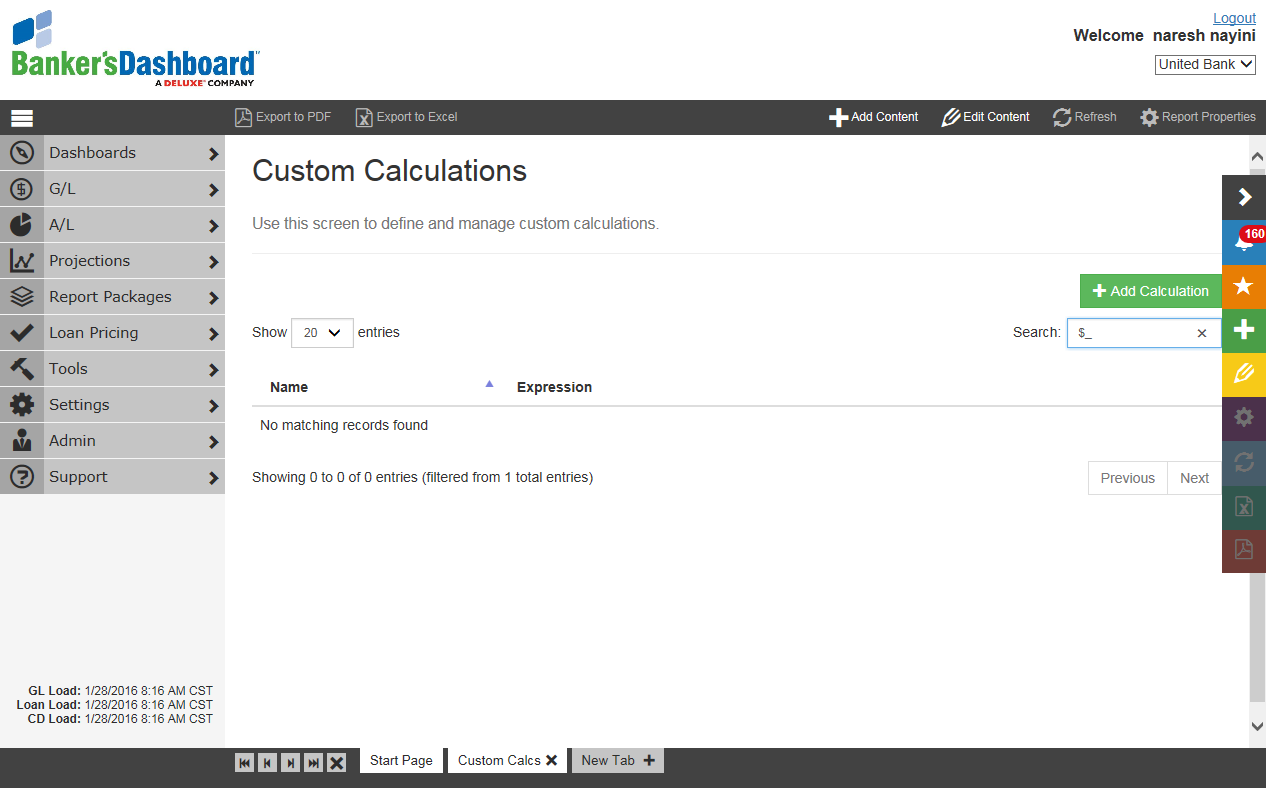 Logout
Welcome naresh nayini
United Bank
Banker'sDashboard
A DELUXE COMPANY
Export to PDF Export to Excel Add Content Edit Content Refresh Report Properties
Dashboards
G/L
A/L
Projections
Report Packages
Loan Pricing
Tools
Settings
Admin
Support
GL Load: 1/28/2016 8:16 AM CST
Loan Load: 1/28/2016 8:16 AM CST
CD Load: 1/28/2016 8:16 AM CST
Custom Calculations
Use this screen to define and manage custom calculations.
Add Calculation
Show 20 entries Search: $_
Name Expression
No matching records found
Showing 0 to 0 of 0 entries (filtered from 1 total entries) Previous Next
160
Start Page Custom Calcs New Tab